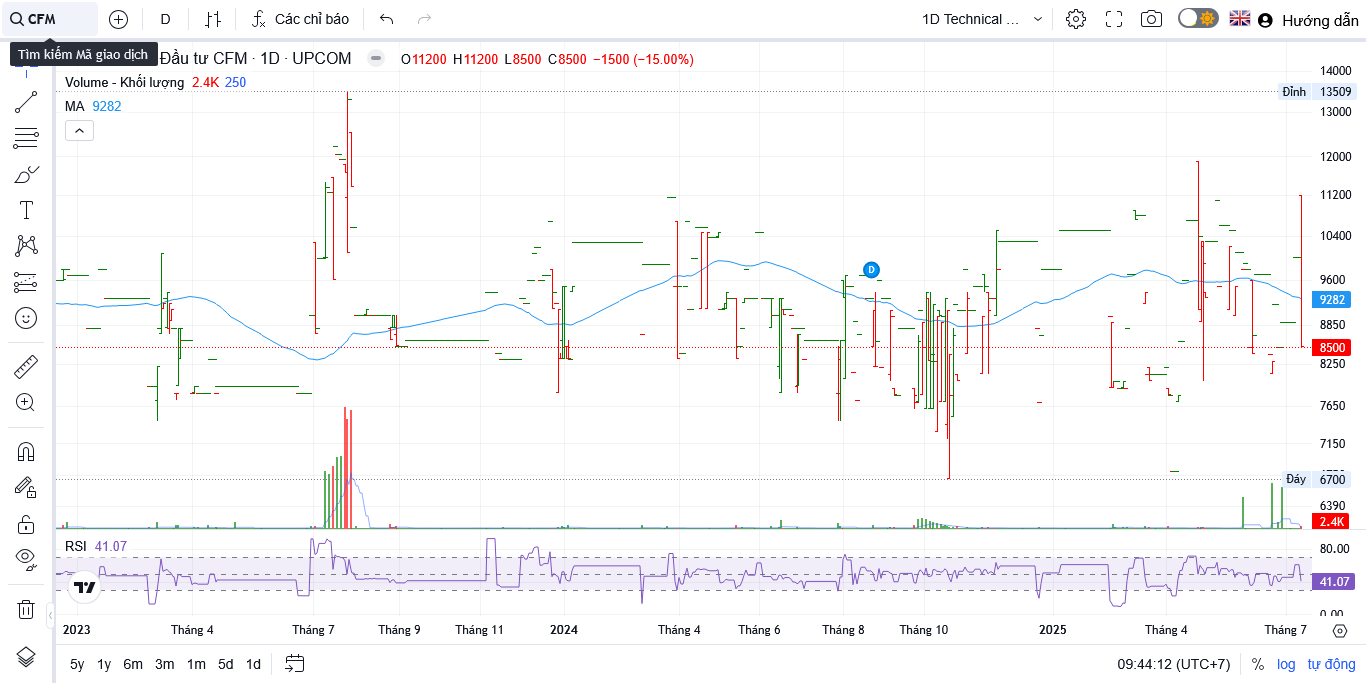 CFM
D
Các chỉ báo
1D Technical ...
Hướng dẫn
Tìm kiếm Mã giao dịch
Đầu tư CFM · 1D · UPCOM
O11200 H11200 L8500 C8500 −1500 (−15.00%)
Volume - Khối lượng 2.4K 250
MA 9282
14000
Đỉnh 13509
13000
12000
11200
10400
9600
9282
8850
8500
8250
7650
7150
Đáy 6700
6390
2.4K
D
RSI 41.07
80.00
41.07
0.00
2023 Tháng 4 Tháng 7 Tháng 9 Tháng 11 2024 Tháng 4 Tháng 6 Tháng 8 Tháng 10 2025 Tháng 4 Tháng 7
5y 1y 6m 3m 1m 5d 1d
09:44:12 (UTC+7) % log tự động